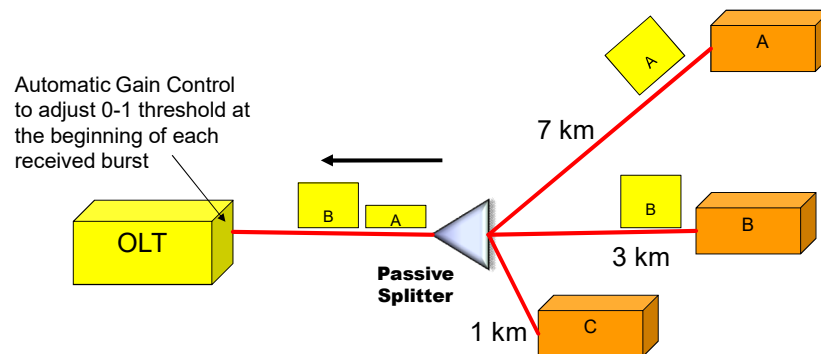 Automatic Gain Control
to adjust 0-1 threshold at
the beginning of each
received burst
OLT
B
A
Passive
Splitter
A
A
7 km
B
B
3 km
1 km
C